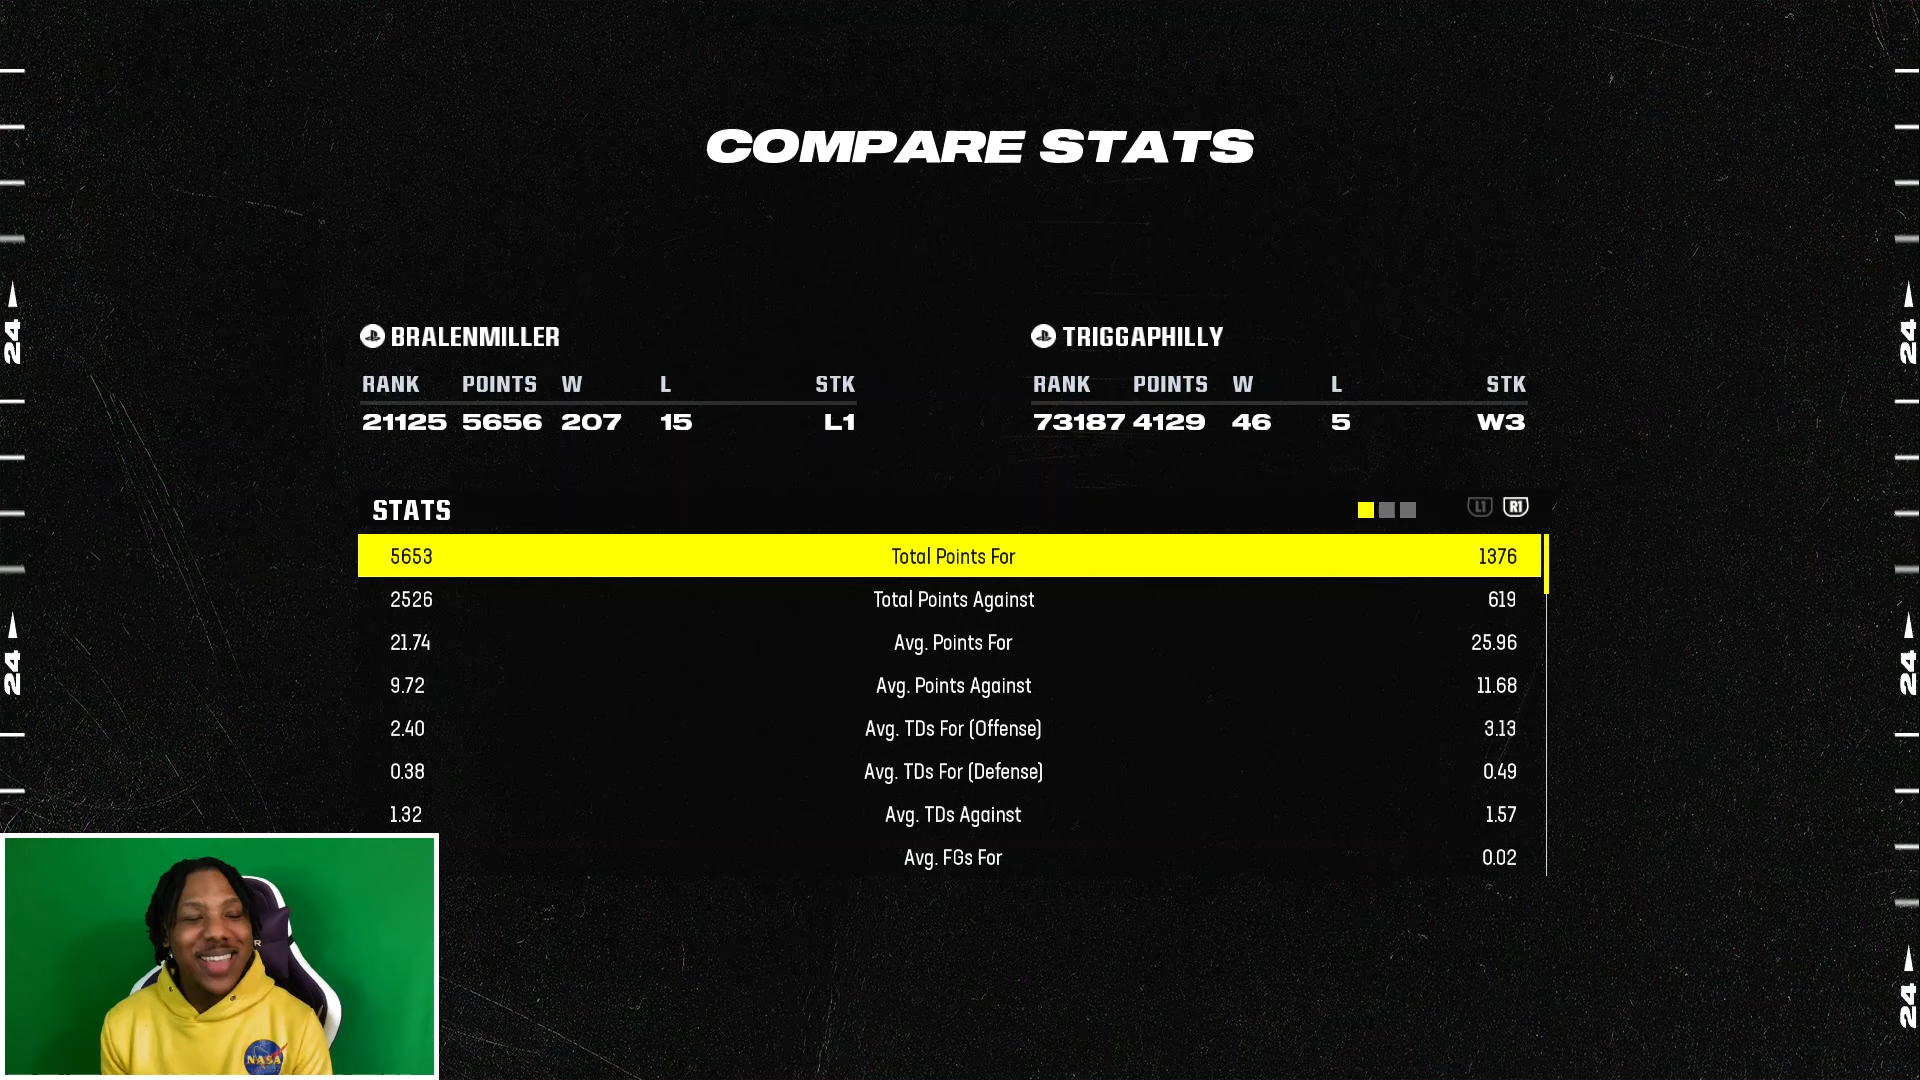 COMPARE STATS
BRALENMILLER
RANK POINTS W L STK
21125 5656 207 15 L1
TRIGGAPHILLY
RANK POINTS W L STK
73187 4129 46 5 W3
STATS
L1 R1
5653 Total Points For 1376
2526 Total Points Against 619
21.74 Avg. Points For 25.96
9.72 Avg. Points Against 11.68
2.40 Avg. TDs For (Offense) 3.13
0.38 Avg. TDs For (Defense) 0.49
1.32 Avg. TDs Against 1.57
Avg. FGs For 0.02
24
24
24
24
24
R
NASA